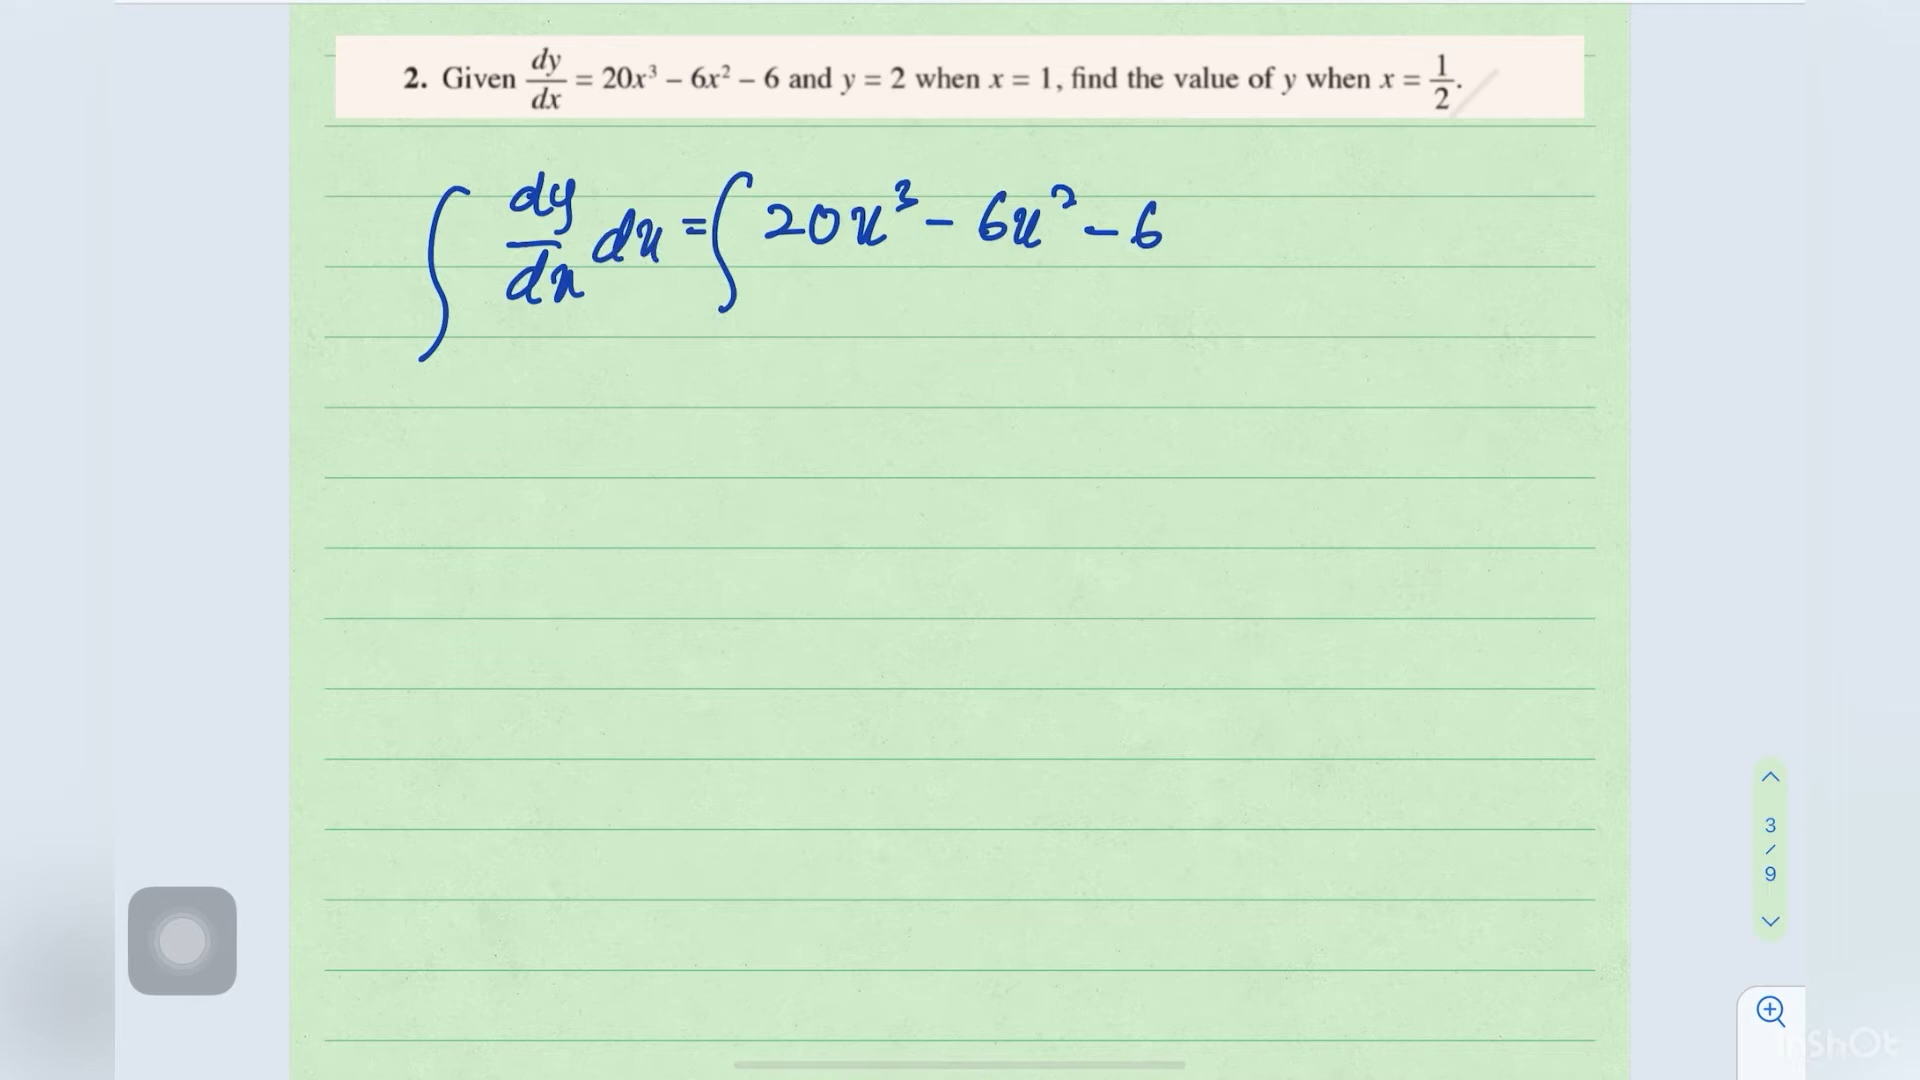 2. Given dy/dx = 20x³ – 6x² – 6 and y = 2 when x = 1, find the value of y when x = 1/2.
∫ dy/dx dx = ∫ 20x³ – 6x² – 6
3
/
9
InShOt